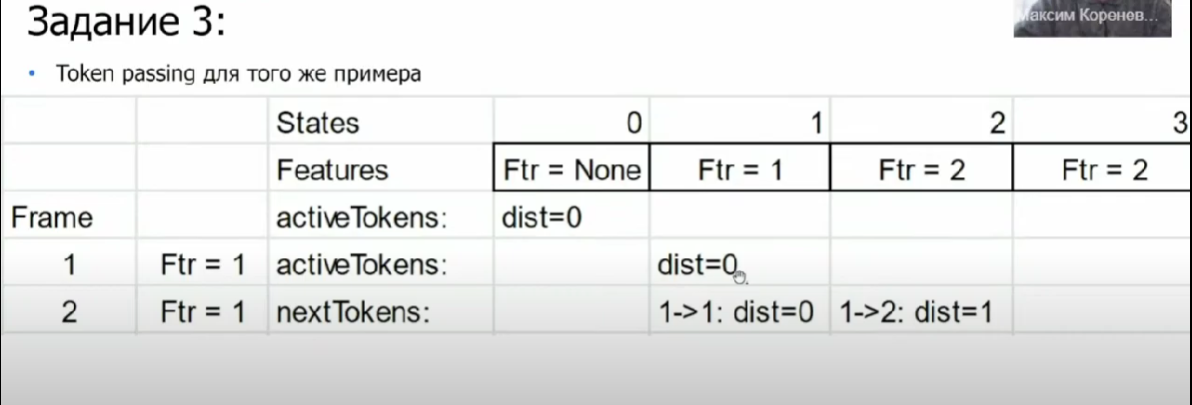 Задание 3:
Максим Коренев...
• Token passing для того же примера
States 0 1 2 3
Features Ftr = None Ftr = 1 Ftr = 2 Ftr = 2
Frame activeTokens: dist=0
1 Ftr = 1 activeTokens: dist=0
2 Ftr = 1 nextTokens: 1->1: dist=0 1->2: dist=1